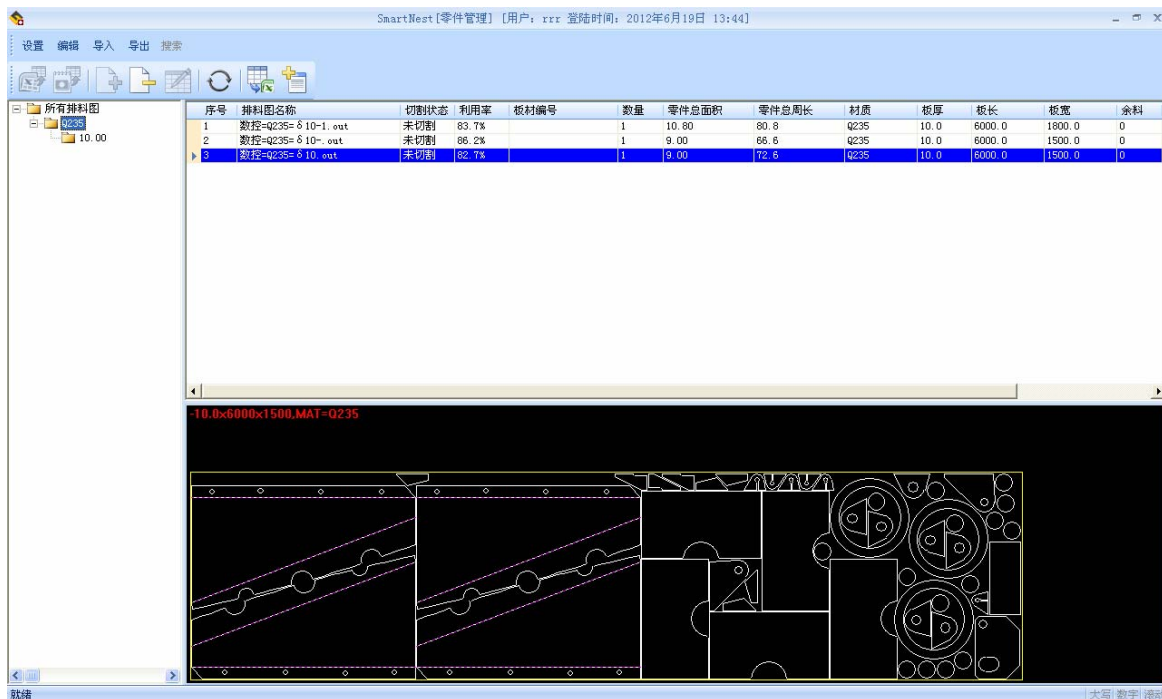 SmartNest[零件管理] [用户: rrr 登陆时间: 2012年6月19日 13:44]
设置 编辑 导入 导出 搜索
所有排料图
Q235
10.00
序号 排料图名称 切割状态 利用率 板材编号 数量 零件总面积 零件总周长 材质 板厚 板长 板宽 余料
1 数控=Q235=δ10-1.out 未切割 83.7% 1 10.80 80.8 Q235 10.0 6000.0 1800.0 0
2 数控=Q235=δ10-.out 未切割 86.2% 1 9.00 66.6 Q235 10.0 6000.0 1500.0 0
3 数控=Q235=δ10.out 未切割 82.7% 1 9.00 72.6 Q235 10.0 6000.0 1500.0 0
-10.0x6000x1500,MAT=Q235
就绪 大写 数字